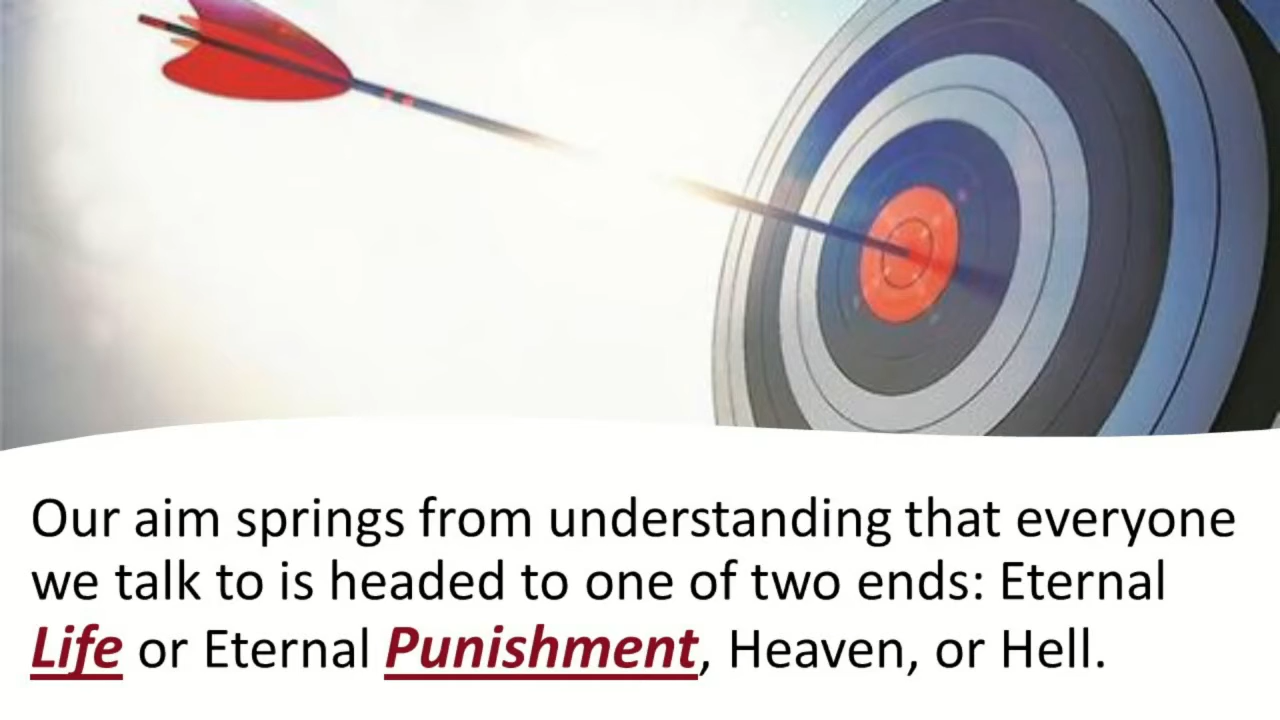 Our aim springs from understanding that everyone
we talk to is headed to one of two ends: Eternal
Life or Eternal Punishment, Heaven, or Hell.